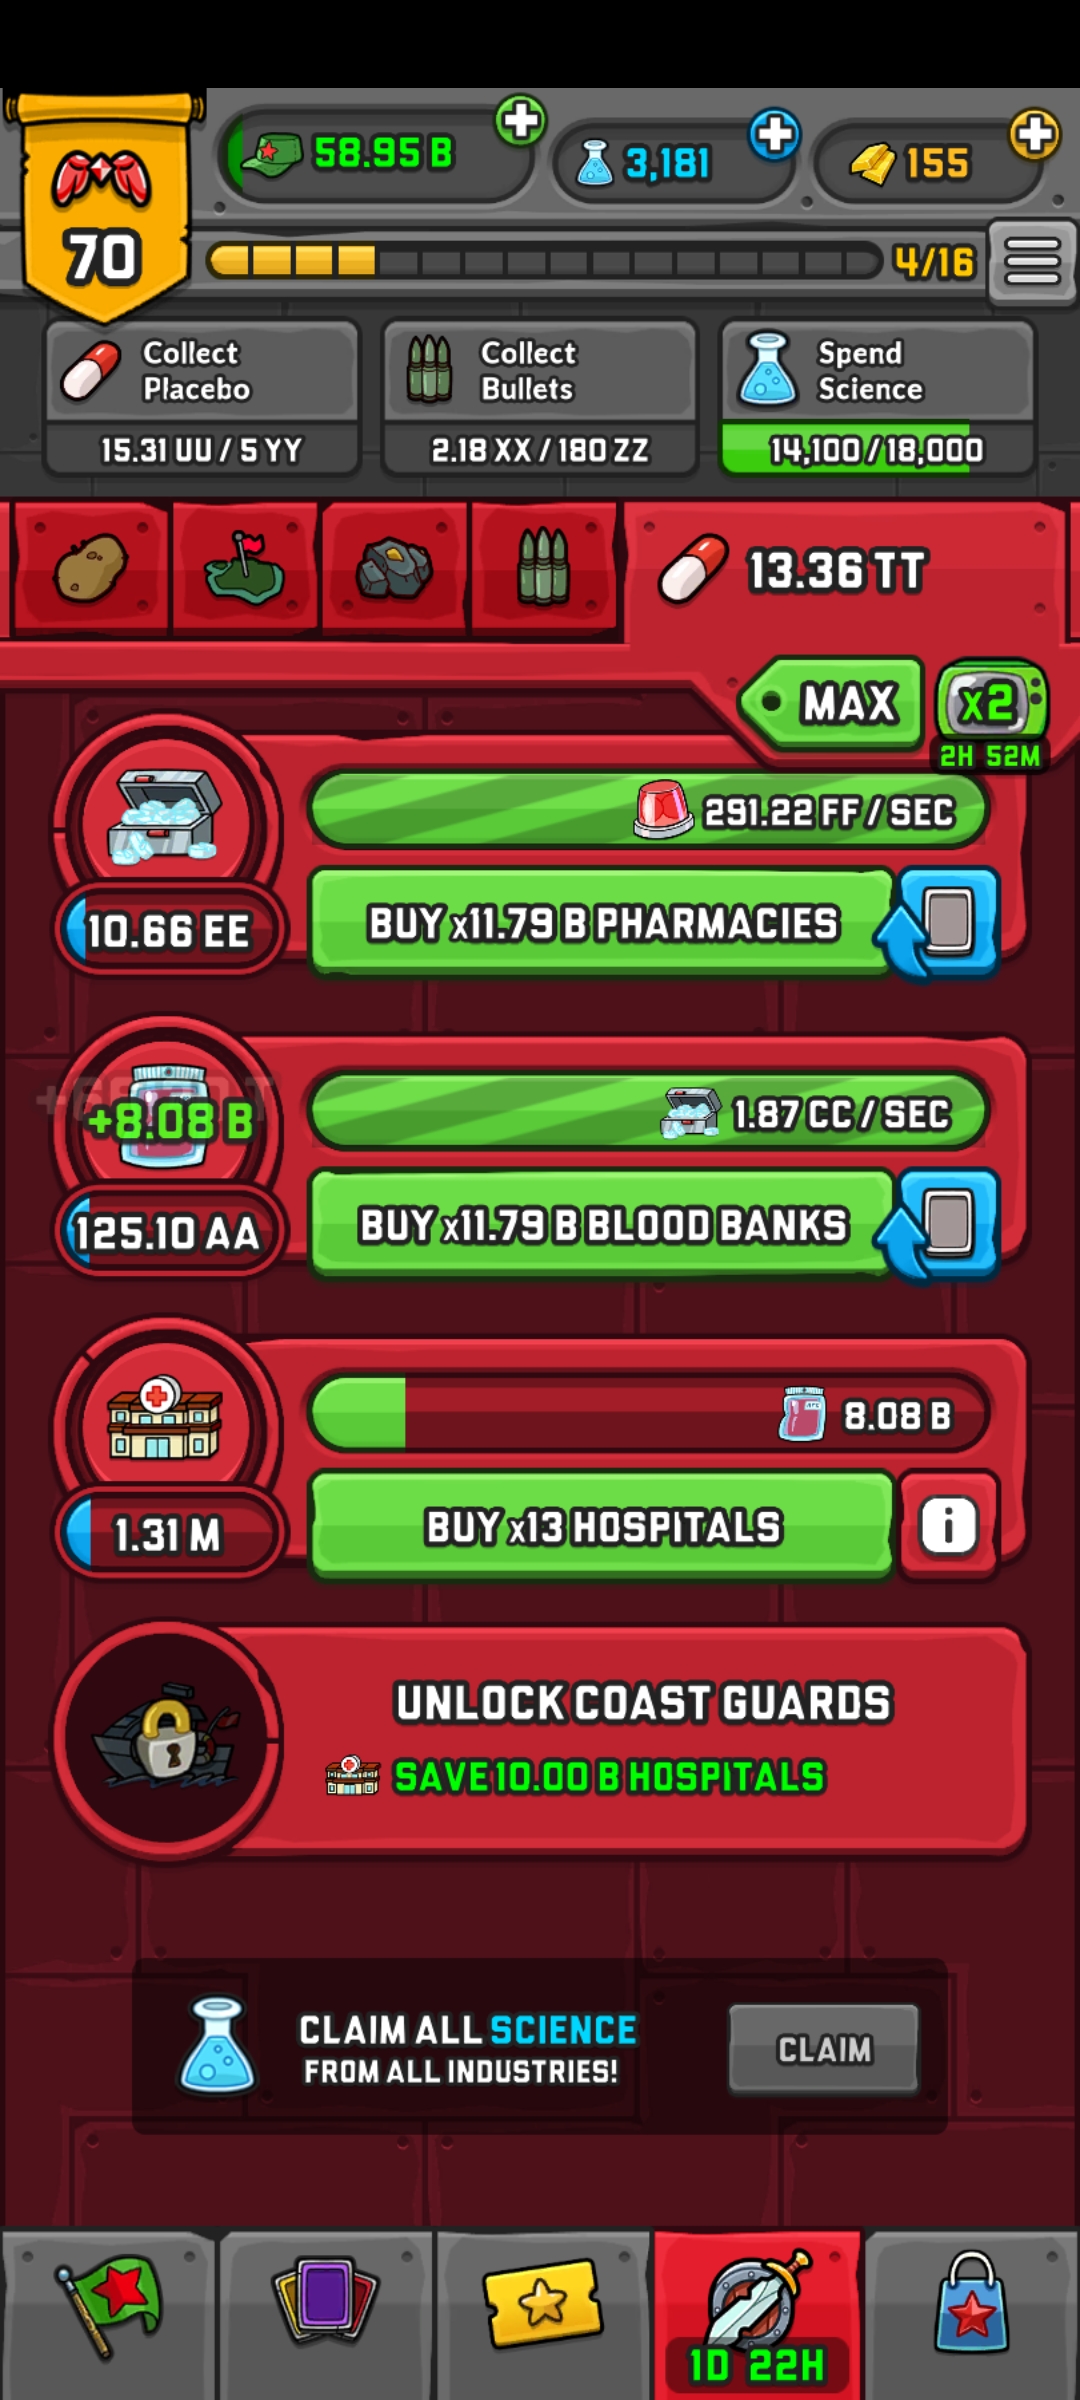 70
58.95 B
3,181
155
4/16
Collect
Placebo
15.31 UU / 5 YY
Collect
Bullets
2.18 XX / 180 ZZ
Spend
Science
14,100 / 18,000
13.36 TT
MAX
x2
2H 52M
291.22 FF / SEC
10.66 EE
BUY x11.79 B PHARMACIES
1.87 CC / SEC
+8.08 B
125.10 AA
BUY x11.79 B BLOOD BANKS
8.08 B
1.31 M
BUY x13 HOSPITALS
i
UNLOCK COAST GUARDS
SAVE 10.00 B HOSPITALS
CLAIM ALL SCIENCE
FROM ALL INDUSTRIES!
CLAIM
1D 22H